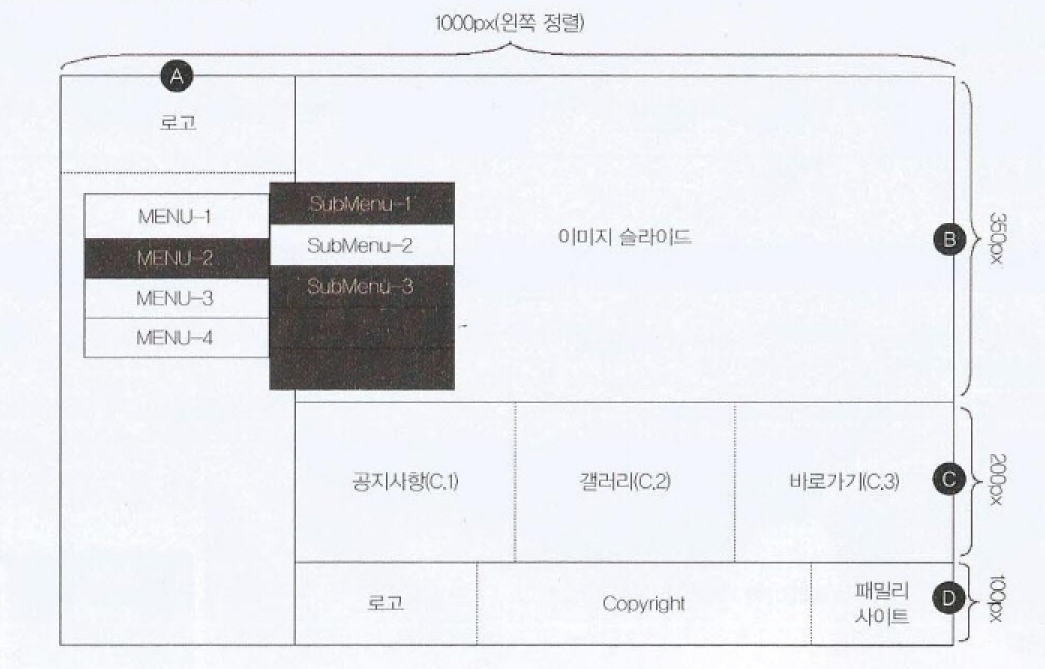 1000px(왼쪽 정렬)
A
로고
MENU-1
MENU-2
MENU-3
MENU-4
SubMenu-1
SubMenu-2
SubMenu-3
이미지 슬라이드
B
350px
공지사항(C.1)
갤러리(C.2)
바로가기(C.3)
C
200px
로고
Copyright
패밀리
사이트
D
100px